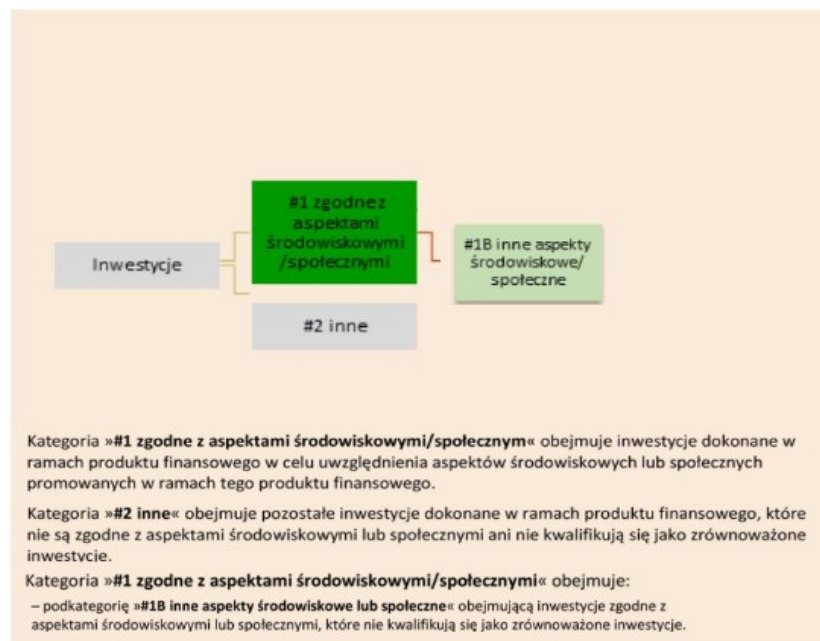 #1 zgodnez
aspektami
środowiskowymi
/społecznymi
Inwestycje
#1B inne aspekty
środowiskowe/
społeczne
#2 inne
Kategoria »#1 zgodne z aspektami środowiskowymi/społecznym« obejmuje inwestycje dokonane w
ramach produktu finansowego w celu uwzględnienia aspektów środowiskowych lub społecznych
promowanych w ramach tego produktu finansowego.
Kategoria »#2 inne« obejmuje pozostałe inwestycje dokonane w ramach produktu finansowego, które
nie są zgodne z aspektami środowiskowymi lub społecznymi ani nie kwalifikują się jako zrównoważone
inwestycje.
Kategoria »#1 zgodne z aspektami środowiskowymi/społecznymi« obejmuje:
– podkategorię »#1B inne aspekty środowiskowe lub społeczne« obejmującą inwestycje zgodne z
aspektami środowiskowymi lub społecznymi, które nie kwalifikują się jako zrównoważone inwestycje.